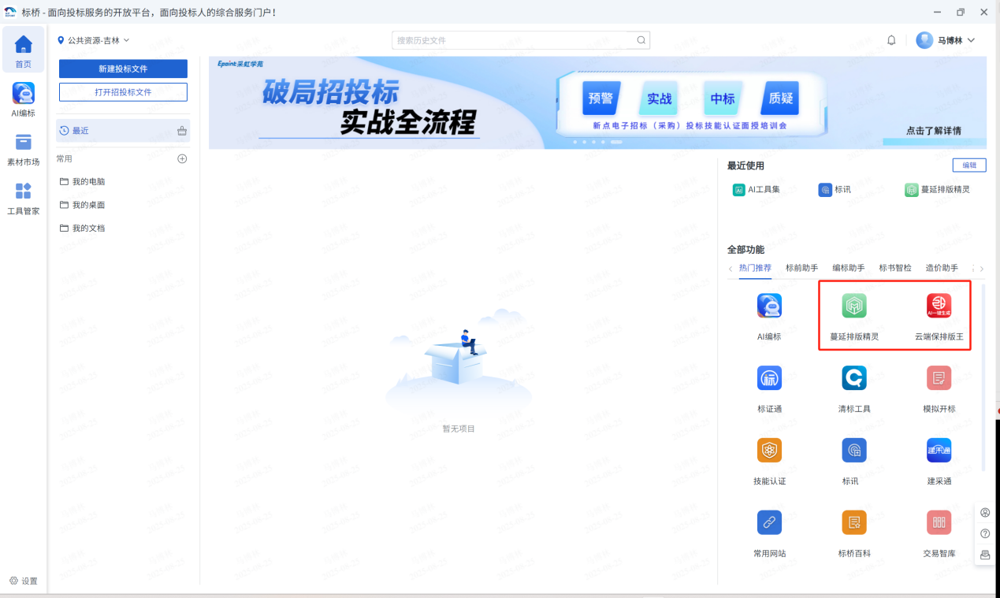 标桥 - 面向投标服务的开放平台，面向投标人的综合服务门户！
首页
AI编标
素材市场
工具管家
设置
公共资源-吉林
搜索历史文件
马博林
新建投标文件
打开招投标文件
最近
常用
我的电脑
我的桌面
我的文档
Epoint采虹学苑
破局招投标
实战全流程
预警 实战 中标 质疑
新点电子招标（采购）投标技能认证面授培训会
点击了解详情
暂无项目
最近使用 编辑
AI工具集 标讯 蔓延排版精灵
全部功能
热门推荐 标前助手 编标助手 标书智检 造价助手
AI一键生成
AI编标 蔓延排版精灵 云端保排版王
标
标证通 清标工具 模拟开标
建采通
技能认证 标讯 建采通
常用网站 标桥百科 交易智库
马博林
2025-08-25